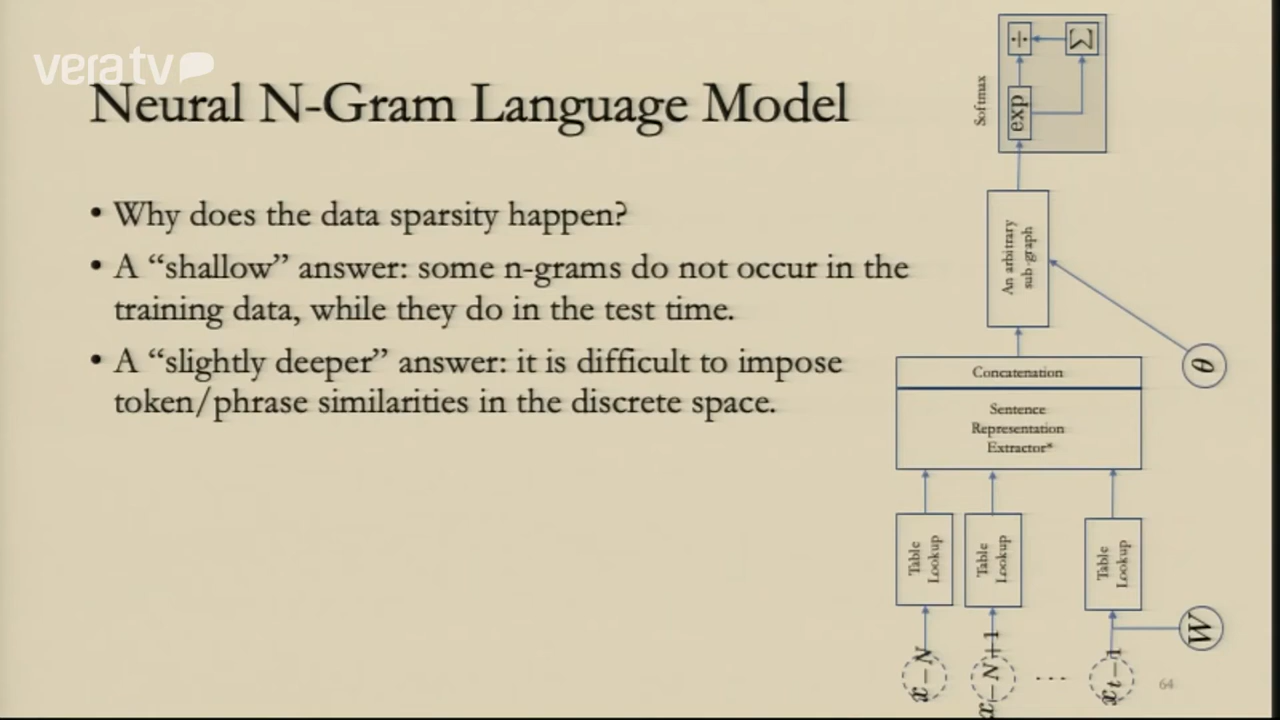 vera tv
Neural N-Gram Language Model
• Why does the data sparsity happen?
• A “shallow” answer: some n-grams do not occur in the
training data, while they do in the test time.
• A “slightly deeper” answer: it is difficult to impose
token/phrase similarities in the discrete space.
÷
Σ
exp
Softmax
An arbitrary
sub-graph
θ
Concatenation
Sentence
Representation
Extractor*
Table
Lookup
Table
Lookup
Table
Lookup
W
x−N
x−N+1
....
xt−1
64